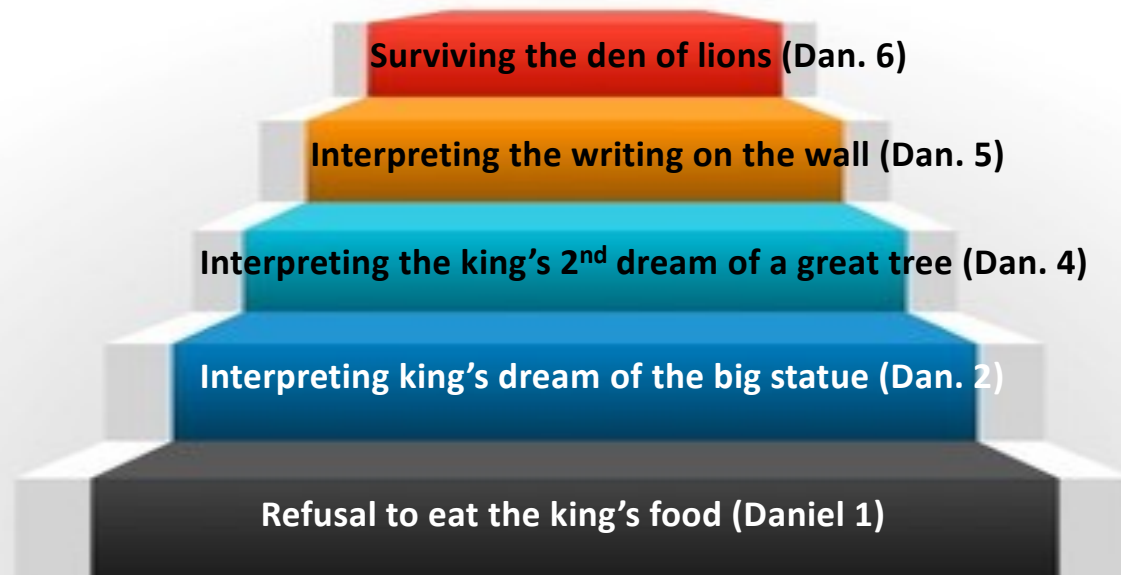 Surviving the den of lions (Dan. 6)
Interpreting the writing on the wall (Dan. 5)
Interpreting the king’s 2nd dream of a great tree (Dan. 4)
Interpreting king’s dream of the big statue (Dan. 2)
Refusal to eat the king’s food (Daniel 1)